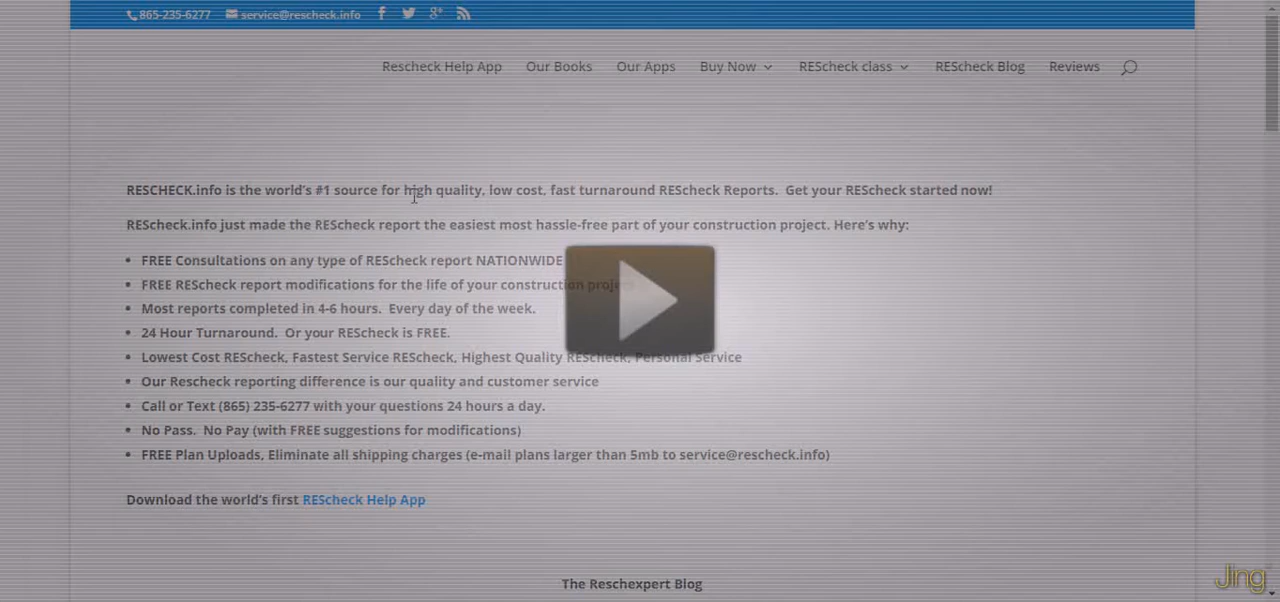 865-235-6277 service@rescheck.info
Rescheck Help App Our Books Our Apps Buy Now REScheck class REScheck Blog Reviews
RESCHECK.info is the world's #1 source for high quality, low cost, fast turnaround REScheck Reports. Get your REScheck started now!
REScheck.info just made the REScheck report the easiest most hassle-free part of your construction project. Here's why:
FREE Consultations on any type of REScheck report NATIONWIDE
FREE REScheck report modifications for the life of your construction project
Most reports completed in 4-6 hours. Every day of the week.
24 Hour Turnaround. Or your REScheck is FREE.
Lowest Cost REScheck, Fastest Service REScheck, Highest Quality REScheck, Personal Service
Our Rescheck reporting difference is our quality and customer service
Call or Text (865) 235-6277 with your questions 24 hours a day.
No Pass. No Pay (with FREE suggestions for modifications)
FREE Plan Uploads, Eliminate all shipping charges (e-mail plans larger than 5mb to service@rescheck.info)
Download the world's first REScheck Help App
The Reschexpert Blog
Jing